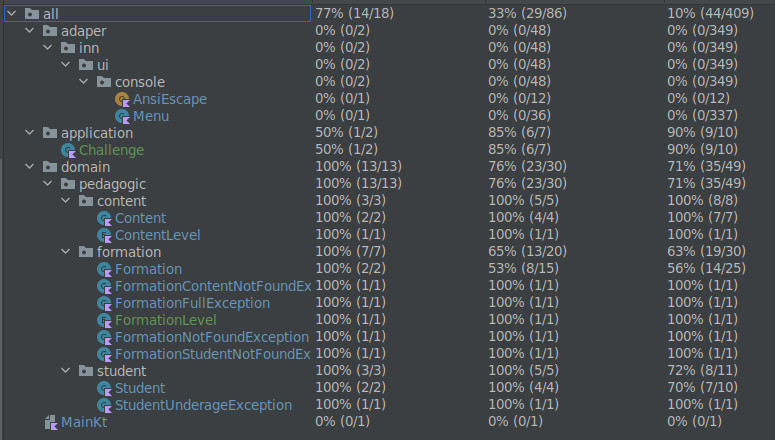 all 77% (14/18) 33% (29/86) 10% (44/409)
adaper 0% (0/2) 0% (0/48) 0% (0/349)
inn 0% (0/2) 0% (0/48) 0% (0/349)
ui 0% (0/2) 0% (0/48) 0% (0/349)
console 0% (0/2) 0% (0/48) 0% (0/349)
AnsiEscape 0% (0/1) 0% (0/12) 0% (0/12)
Menu 0% (0/1) 0% (0/36) 0% (0/337)
application 50% (1/2) 85% (6/7) 90% (9/10)
Challenge 50% (1/2) 85% (6/7) 90% (9/10)
domain 100% (13/13) 76% (23/30) 71% (35/49)
pedagogic 100% (13/13) 76% (23/30) 71% (35/49)
content 100% (3/3) 100% (5/5) 100% (8/8)
Content 100% (2/2) 100% (4/4) 100% (7/7)
ContentLevel 100% (1/1) 100% (1/1) 100% (1/1)
formation 100% (7/7) 65% (13/20) 63% (19/30)
Formation 100% (2/2) 53% (8/15) 56% (14/25)
FormationContentNotFoundEx 100% (1/1) 100% (1/1) 100% (1/1)
FormationFullException 100% (1/1) 100% (1/1) 100% (1/1)
FormationLevel 100% (1/1) 100% (1/1) 100% (1/1)
FormationNotFoundException 100% (1/1) 100% (1/1) 100% (1/1)
FormationStudentNotFoundEx 100% (1/1) 100% (1/1) 100% (1/1)
student 100% (3/3) 100% (5/5) 72% (8/11)
Student 100% (2/2) 100% (4/4) 70% (7/10)
StudentUnderageException 100% (1/1) 100% (1/1) 100% (1/1)
MainKt 0% (0/1) 0% (0/1) 0% (0/1)